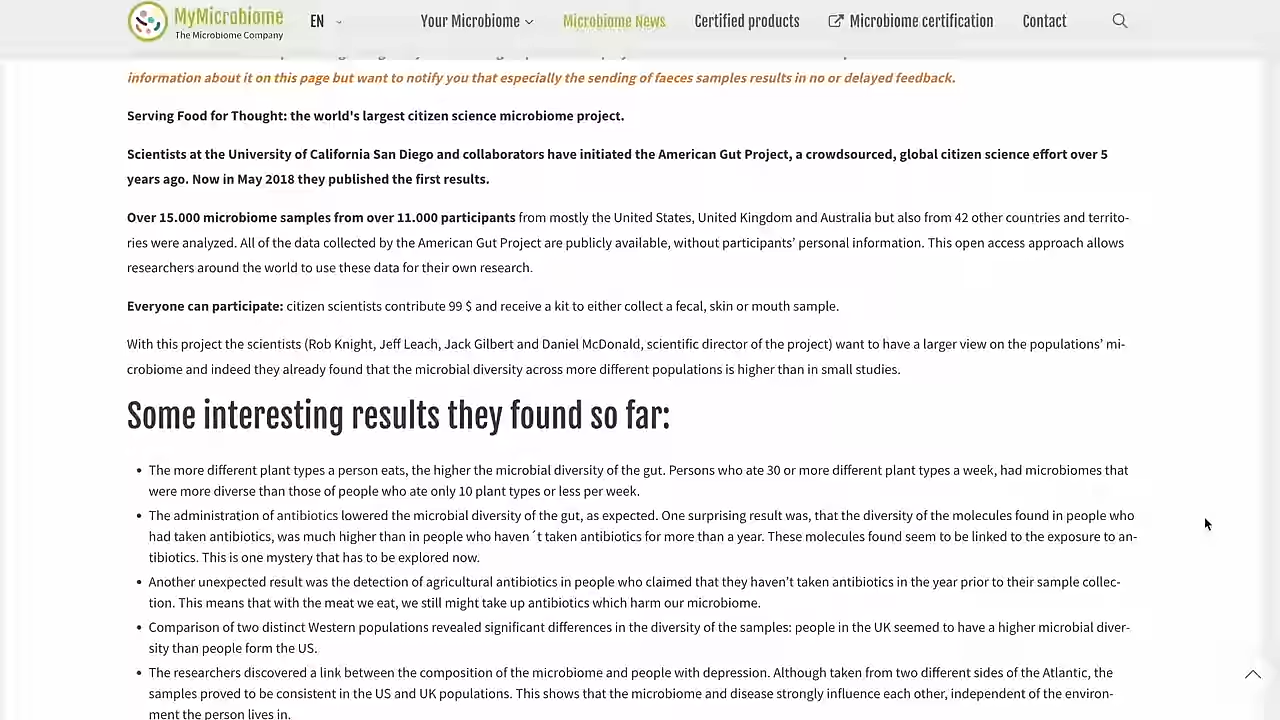 MyMicrobiome
The Microbiome Company
EN
Your Microbiome
Microbiome News
Certified products
Microbiome certification
Contact
information about it on this page but want to notify you that especially the sending of faeces samples results in no or delayed feedback.
Serving Food for Thought: the world's largest citizen science microbiome project.
Scientists at the University of California San Diego and collaborators have initiated the American Gut Project, a crowdsourced, global citizen science effort over 5
years ago. Now in May 2018 they published the first results.
Over 15.000 microbiome samples from over 11.000 participants from mostly the United States, United Kingdom and Australia but also from 42 other countries and territo-
ries were analyzed. All of the data collected by the American Gut Project are publicly available, without participants’ personal information. This open access approach allows
researchers around the world to use these data for their own research.
Everyone can participate: citizen scientists contribute 99 $ and receive a kit to either collect a fecal, skin or mouth sample.
With this project the scientists (Rob Knight, Jeff Leach, Jack Gilbert and Daniel McDonald, scientific director of the project) want to have a larger view on the populations’ mi-
crobiome and indeed they already found that the microbial diversity across more different populations is higher than in small studies.
Some interesting results they found so far:
• The more different plant types a person eats, the higher the microbial diversity of the gut. Persons who ate 30 or more different plant types a week, had microbiomes that
were more diverse than those of people who ate only 10 plant types or less per week.
• The administration of antibiotics lowered the microbial diversity of the gut, as expected. One surprising result was, that the diversity of the molecules found in people who
had taken antibiotics, was much higher than in people who haven´t taken antibiotics for more than a year. These molecules found seem to be linked to the exposure to an-
tibiotics. This is one mystery that has to be explored now.
• Another unexpected result was the detection of agricultural antibiotics in people who claimed that they haven't taken antibiotics in the year prior to their sample collec-
tion. This means that with the meat we eat, we still might take up antibiotics which harm our microbiome.
• Comparison of two distinct Western populations revealed significant differences in the diversity of the samples: people in the UK seemed to have a higher microbial diver-
sity than people form the US.
• The researchers discovered a link between the composition of the microbiome and people with depression. Although taken from two different sides of the Atlantic, the
samples proved to be consistent in the US and UK populations. This shows that the microbiome and disease strongly influence each other, independent of the environ-
ment the person lives in.